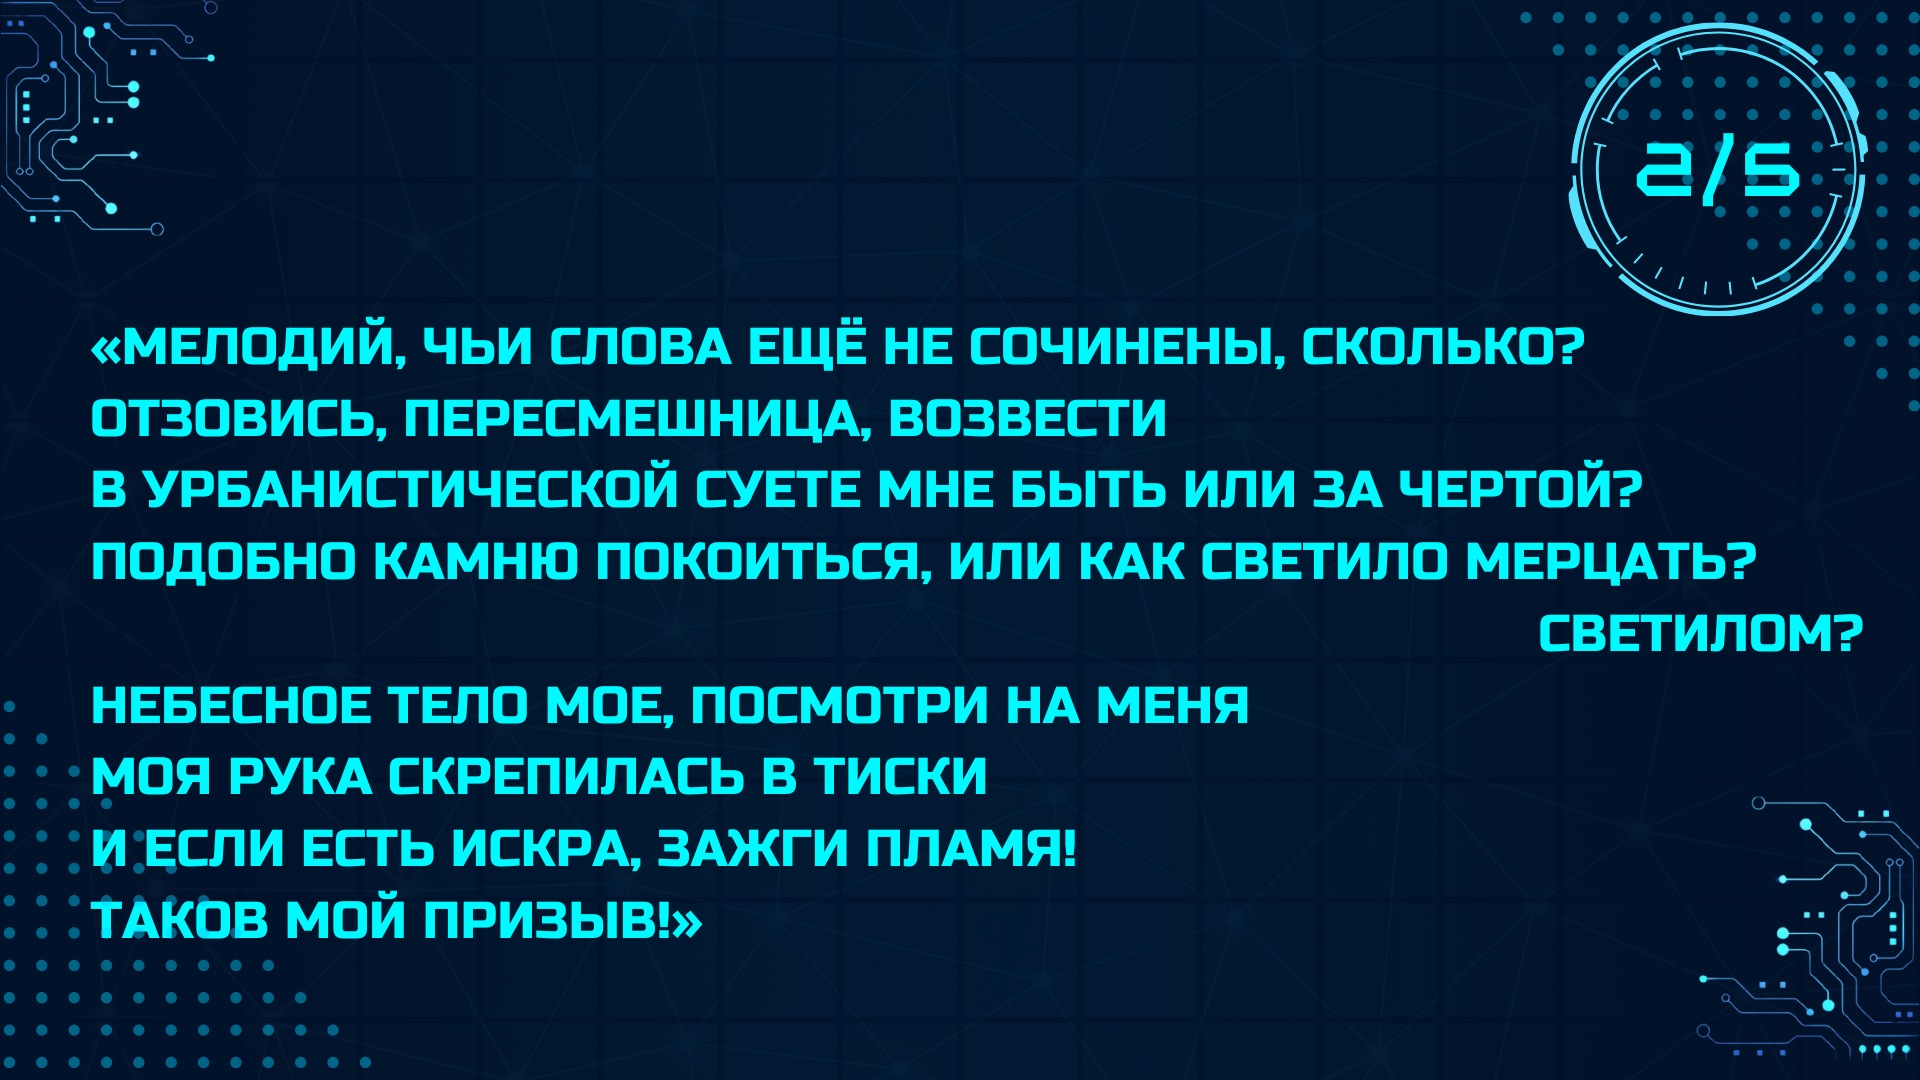 2/5
«МЕЛОДИЙ, ЧЬИ СЛОВА ЕЩЁ НЕ СОЧИНЕНЫ, СКОЛЬКО?
ОТЗОВИСЬ, ПЕРЕСМЕШНИЦА, ВОЗВЕСТИ
В УРБАНИСТИЧЕСКОЙ СУЕТЕ МНЕ БЫТЬ ИЛИ ЗА ЧЕРТОЙ?
ПОДОБНО КАМНЮ ПОКОИТЬСЯ, ИЛИ КАК СВЕТИЛО МЕРЦАТЬ?
СВЕТИЛОМ?
НЕБЕСНОЕ ТЕЛО МОЕ, ПОСМОТРИ НА МЕНЯ
МОЯ РУКА СКРЕПИЛАСЬ В ТИСКИ
И ЕСЛИ ЕСТЬ ИСКРА, ЗАЖГИ ПЛАМЯ!
ТАКОВ МОЙ ПРИЗЫВ!»